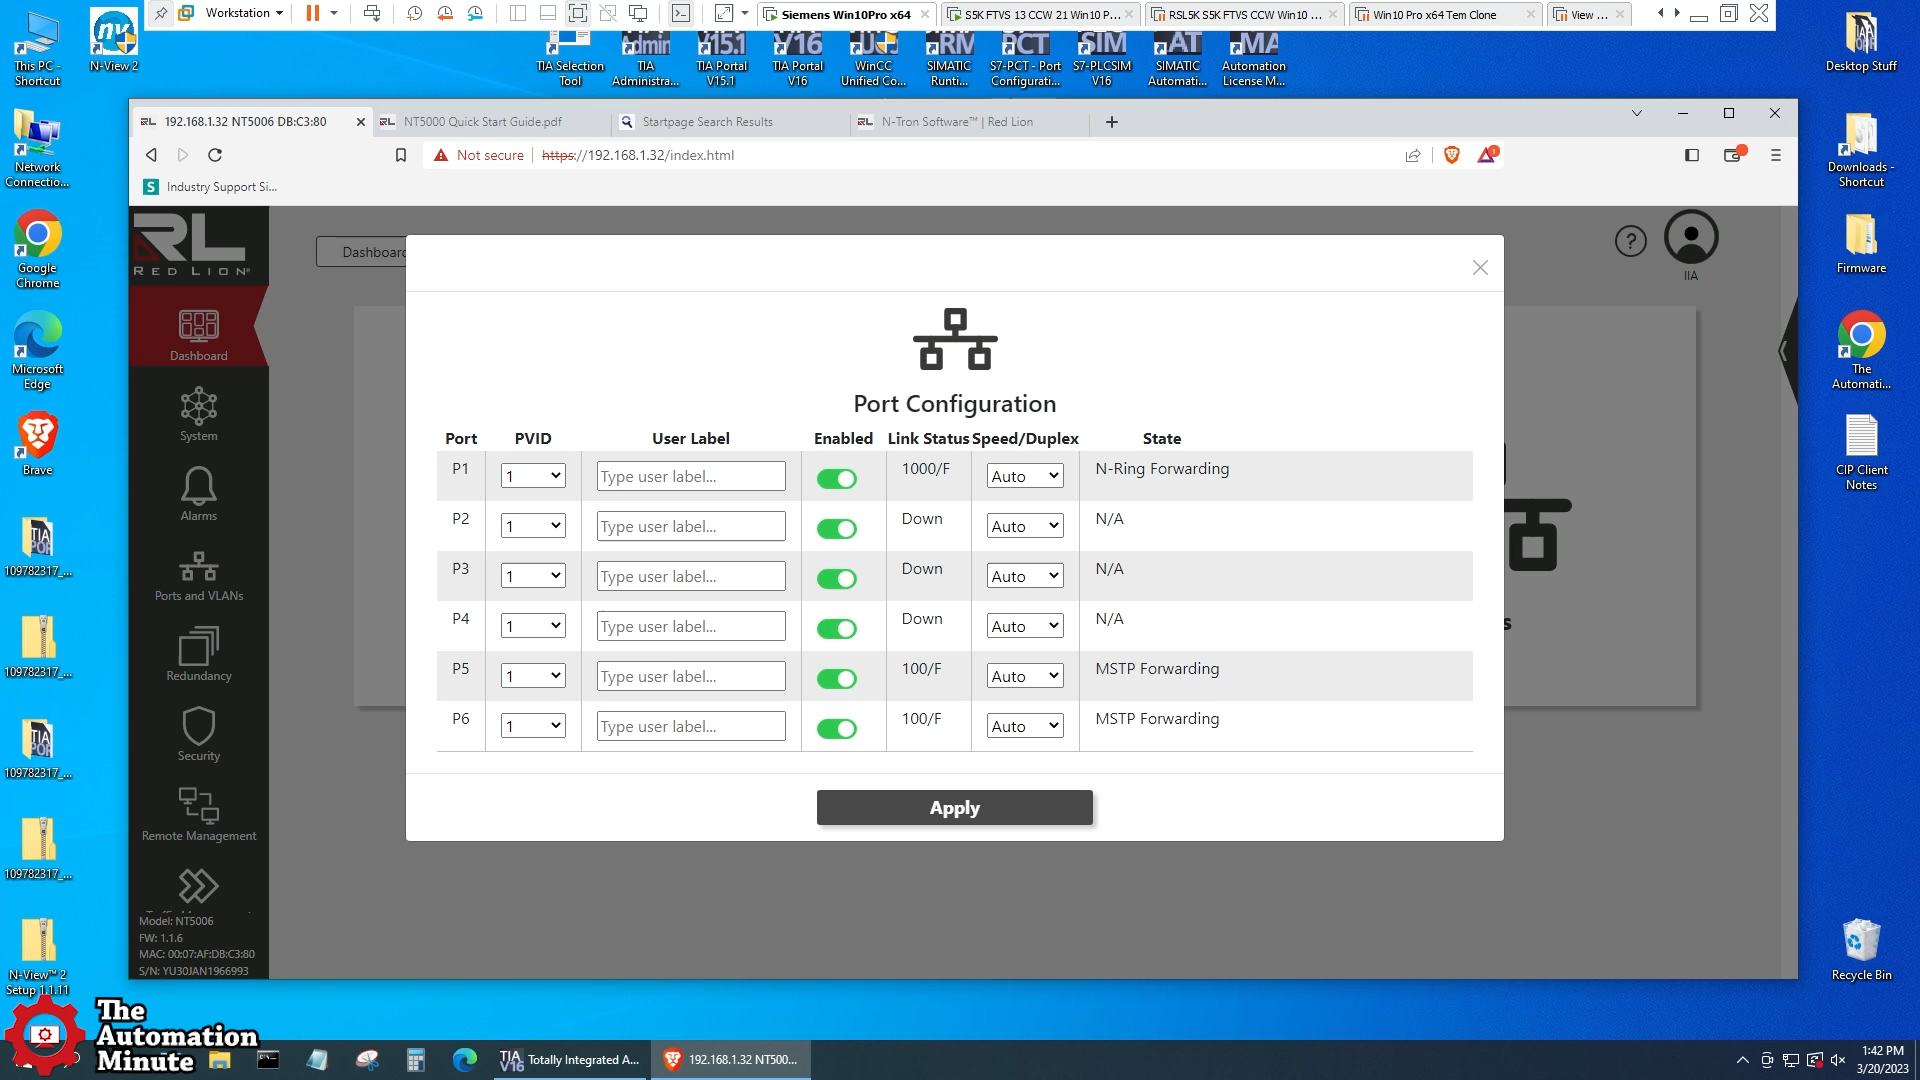 Workstation
Siemens Win10Pro x64
S5K FTVS 13 CCW 21 Win10 P...
RSL5K S5K FTVS CCW Win10 ...
Win10 Pro x64 Tem Clone
View ...
This PC - Shortcut
N-View 2
TIA Selection Tool
TIA Administra...
TIA Portal V15.1
TIA Portal V16
WinCC Unified Co...
SIMATIC Runti...
S7-PCT - Port Configurati...
S7-PLCSIM V16
SIMATIC Automati...
Automation License M...
Desktop Stuff
Network Connectio...
Google Chrome
Microsoft Edge
Brave
109782317_...
109782317_...
109782317_...
109782317_...
N-View™ 2 Setup 1.1.11
Downloads - Shortcut
Firmware
The Automati...
CIP Client Notes
Recycle Bin
192.168.1.32 NT5006 DB:C3:80
NT5000 Quick Start Guide.pdf
Startpage Search Results
N-Tron Software™ | Red Lion
Not secure
https://192.168.1.32/index.html
Industry Support Si...
RL
RED LION®
Dashboard
System
Alarms
Ports and VLANs
Redundancy
Security
Remote Management
Model: NT5006
FW: 1.1.6
MAC: 00:07:AF:DB:C3:80
S/N: YU30JAN1966993
Dashboar
?
IIA
Port Configuration
Port PVID User Label Enabled Link Status Speed/Duplex State
P1 1 Type user label... 1000/F Auto N-Ring Forwarding
P2 1 Type user label... Down Auto N/A
P3 1 Type user label... Down Auto N/A
P4 1 Type user label... Down Auto N/A
P5 1 Type user label... 100/F Auto MSTP Forwarding
P6 1 Type user label... 100/F Auto MSTP Forwarding
Apply
The
Automation
Minute
TIA V16 Totally Integrated A...
192.168.1.32 NT500...
1:42 PM
3/20/2023